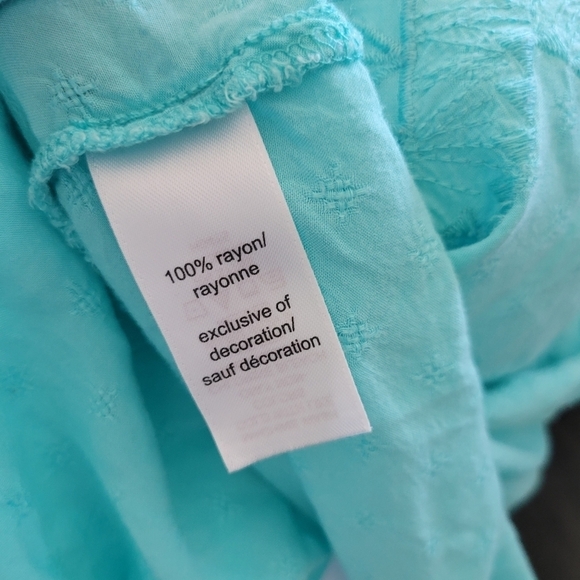 100% rayon/
rayonne
exclusive of
decoration/
sauf décoration